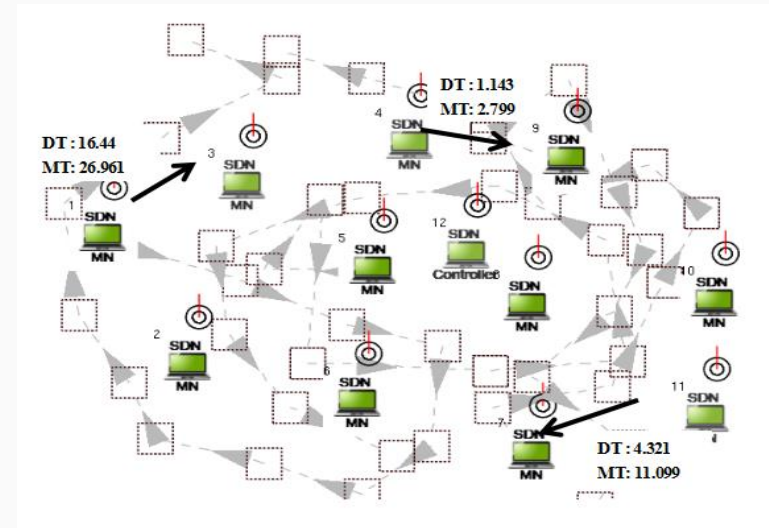 DT : 1.143
MT: 2.799
4
SDN
MN
9
SDN
MN
DT : 16.44
MT: 26.961
3
SDN
MN
1
SDN
MN
12
SDN
Controller
5
SDN
MN
8
SDN
MN
10
SDN
MN
2
SDN
MN
6
SDN
MN
11
SDN
7
SDN
MN
DT : 4.321
MT: 11.099